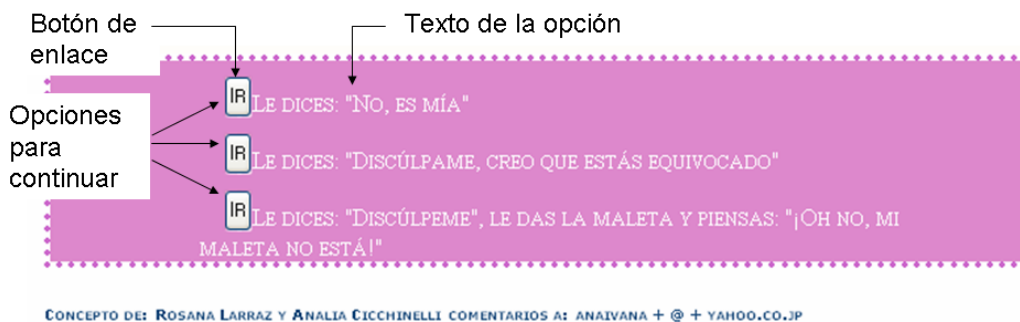 Botón de
enlace
Texto de la opción
Opciones
para
continuar
IR LE DICES: "NO, ES MÍA"
IR LE DICES: "DISCÚLPAME, CREO QUE ESTÁS EQUIVOCADO"
IR LE DICES: "DISCÚLPEME", LE DAS LA MALETA Y PIENSAS: "¡OH NO, MI
MALETA NO ESTÁ!"
CONCEPTO DE: ROSANA LARRAZ Y ANALIA CICCHINELLI COMENTARIOS A: ANAIVANA + @ + YAHOO.CO.JP